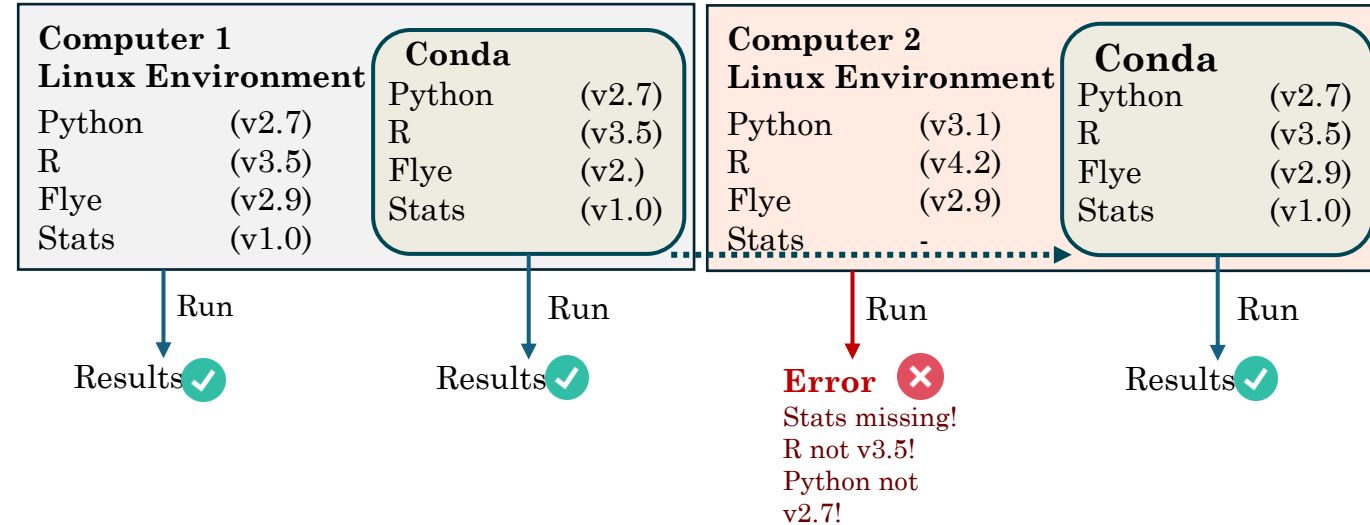 Computer 1
Linux Environment
Python (v2.7)
R (v3.5)
Flye (v2.9)
Stats (v1.0)
Conda
Python (v2.7)
R (v3.5)
Flye (v2.)
Stats (v1.0)
Run
Results
Run
Results
Computer 2
Linux Environment
Python (v3.1)
R (v4.2)
Flye (v2.9)
Stats -
Conda
Python (v2.7)
R (v3.5)
Flye (v2.9)
Stats (v1.0)
Run
Error
Stats missing!
R not v3.5!
Python not
v2.7!
Run
Results